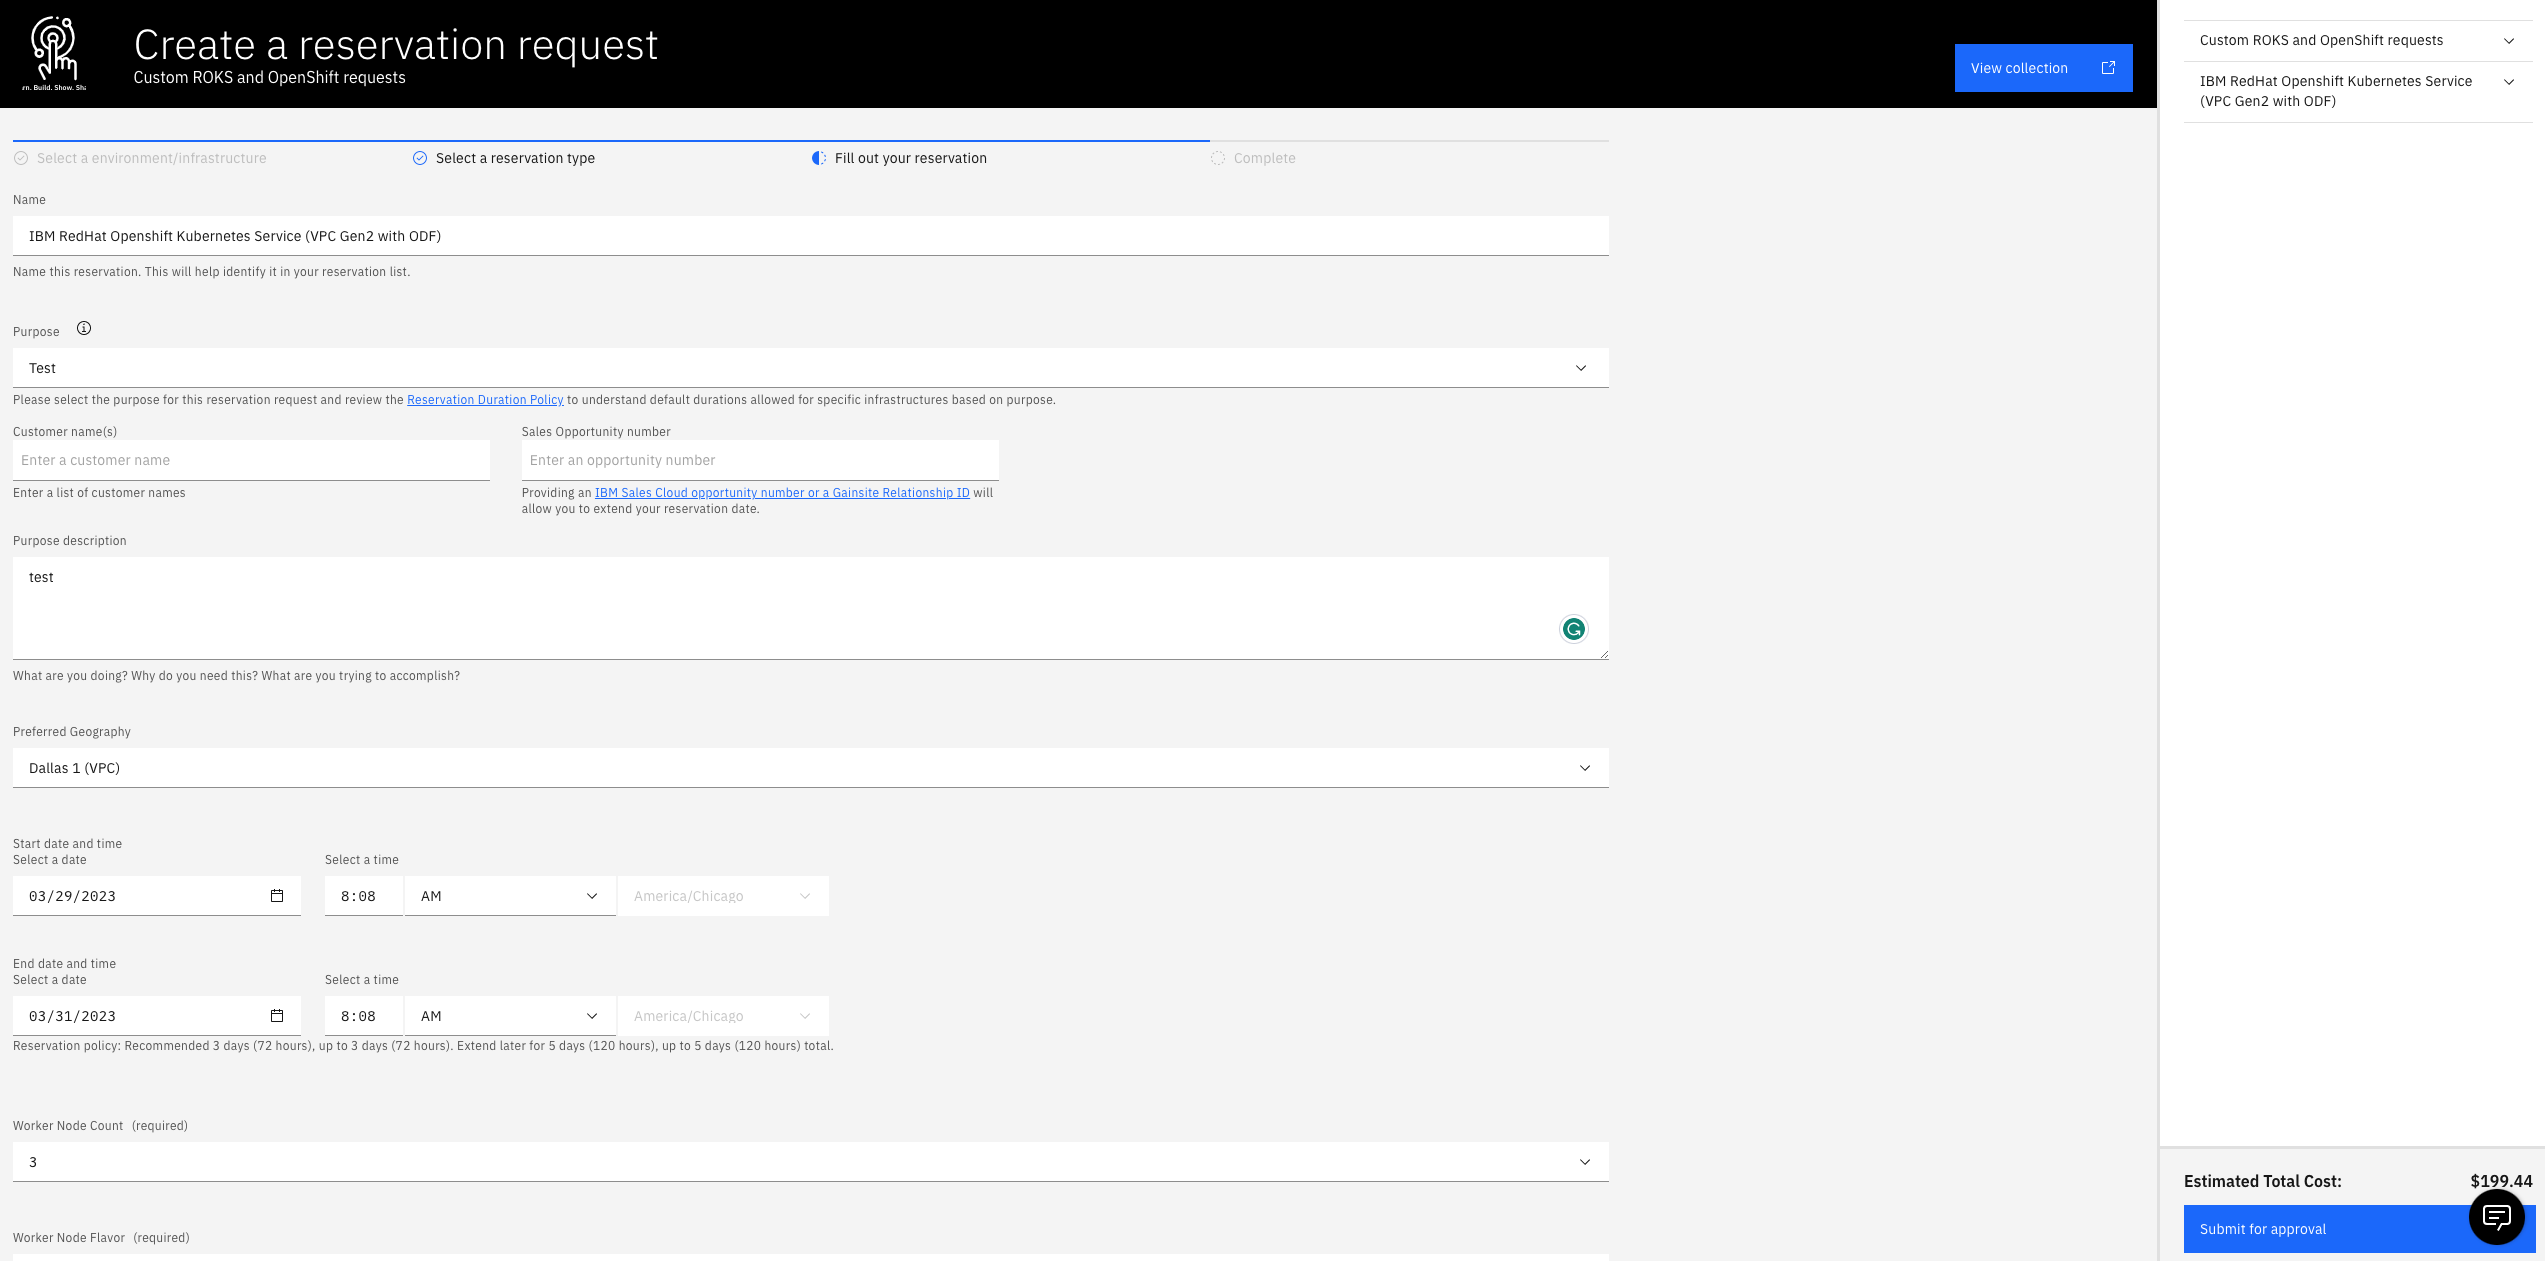 Create a reservation request
Custom ROKS and OpenShift requests
rn. Build. Show. Sha
View collection
Select a environment/infrastructure
Select a reservation type
Fill out your reservation
Complete
Name
IBM RedHat Openshift Kubernetes Service (VPC Gen2 with ODF)
Name this reservation. This will help identify it in your reservation list.
Purpose
Test
Please select the purpose for this reservation request and review the Reservation Duration Policy to understand default durations allowed for specific infrastructures based on purpose.
Customer name(s)
Enter a customer name
Enter a list of customer names
Sales Opportunity number
Enter an opportunity number
Providing an IBM Sales Cloud opportunity number or a Gainsite Relationship ID will
allow you to extend your reservation date.
Purpose description
test
What are you doing? Why do you need this? What are you trying to accomplish?
Preferred Geography
Dallas 1 (VPC)
Start date and time
Select a date
Select a time
03/29/2023
8:08
AM
America/Chicago
End date and time
Select a date
Select a time
03/31/2023
8:08
AM
America/Chicago
Reservation policy: Recommended 3 days (72 hours), up to 3 days (72 hours). Extend later for 5 days (120 hours), up to 5 days (120 hours) total.
Worker Node Count (required)
3
Worker Node Flavor (required)
Custom ROKS and OpenShift requests
IBM RedHat Openshift Kubernetes Service
(VPC Gen2 with ODF)
Estimated Total Cost:
$199.44
Submit for approval